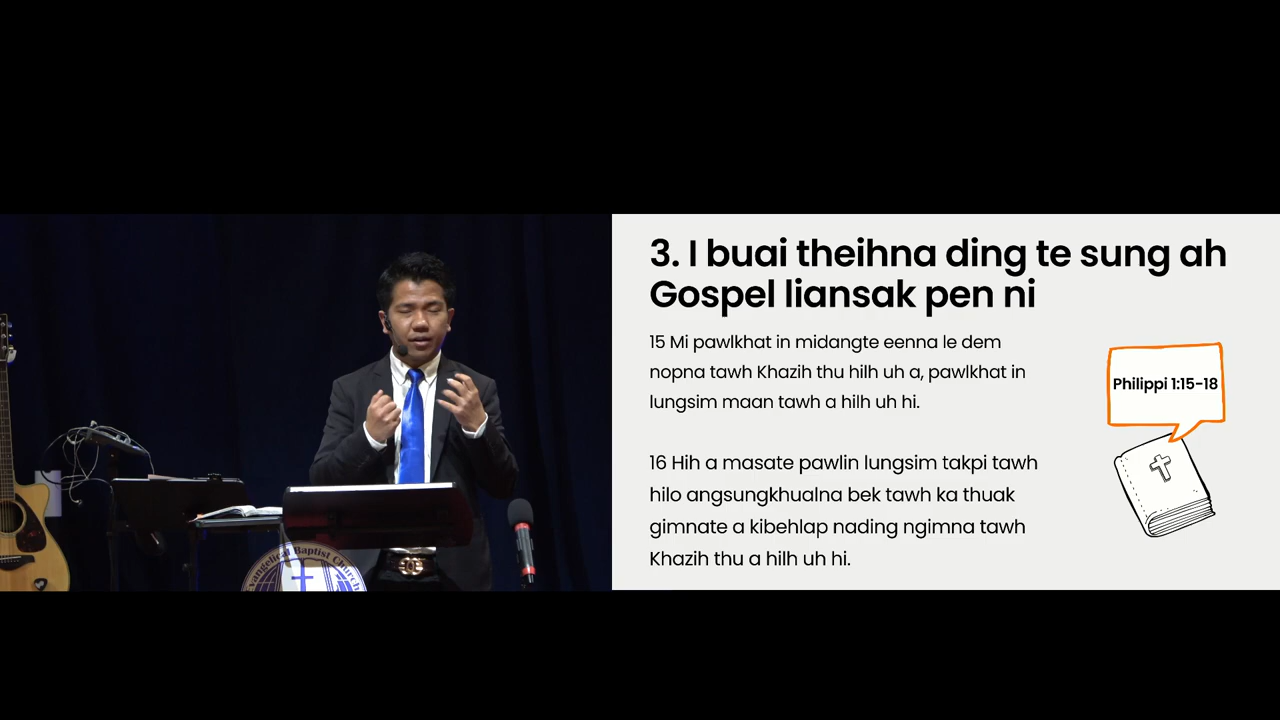 3. I buai theihna ding te sung ah
Gospel liansak pen ni
15 Mi pawlkhat in midangte eenna le dem
nopna tawh Khazih thu hilh uh a, pawlkhat in
lungsim maan tawh a hilh uh hi.
Philippi 1:15-18
16 Hih a masate pawlin lungsim takpi tawh
hilo angsungkhualna bek tawh ka thuak
gimnate a kibehlap nading ngimna tawh
Khazih thu a hilh uh hi.
Evangelical Baptist Church